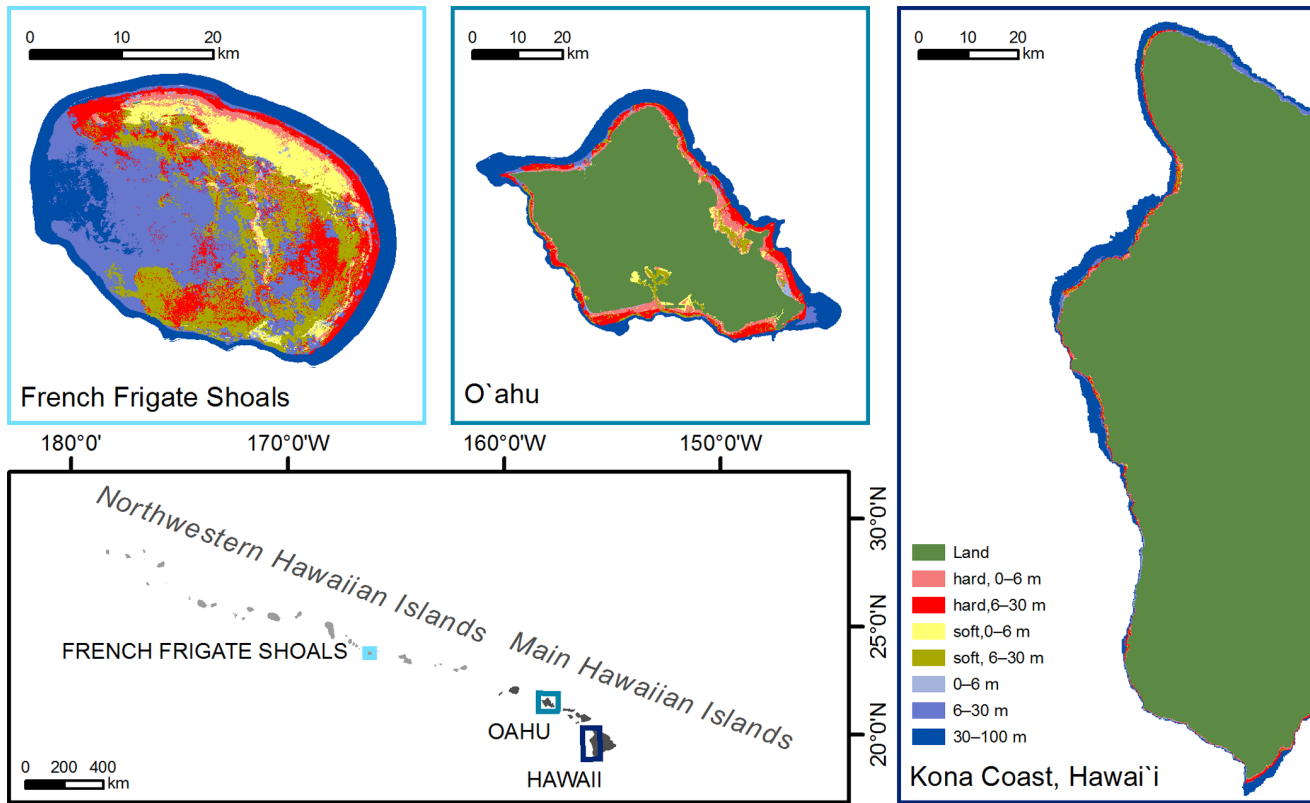 0 10 20
km
French Frigate Shoals
0 10 20
km
O`ahu
0 10 20
km
Land
hard, 0–6 m
hard,6–30 m
soft,0–6 m
soft, 6–30 m
0–6 m
6–30 m
30–100 m
Kona Coast, Hawai`i
180°0' 170°0'W 160°0'W 150°0'W
30°0'N
25°0'N
20°0'N
Northwestern Hawaiian Islands
Main Hawaiian Islands
FRENCH FRIGATE SHOALS
OAHU
HAWAII
0 200 400
km